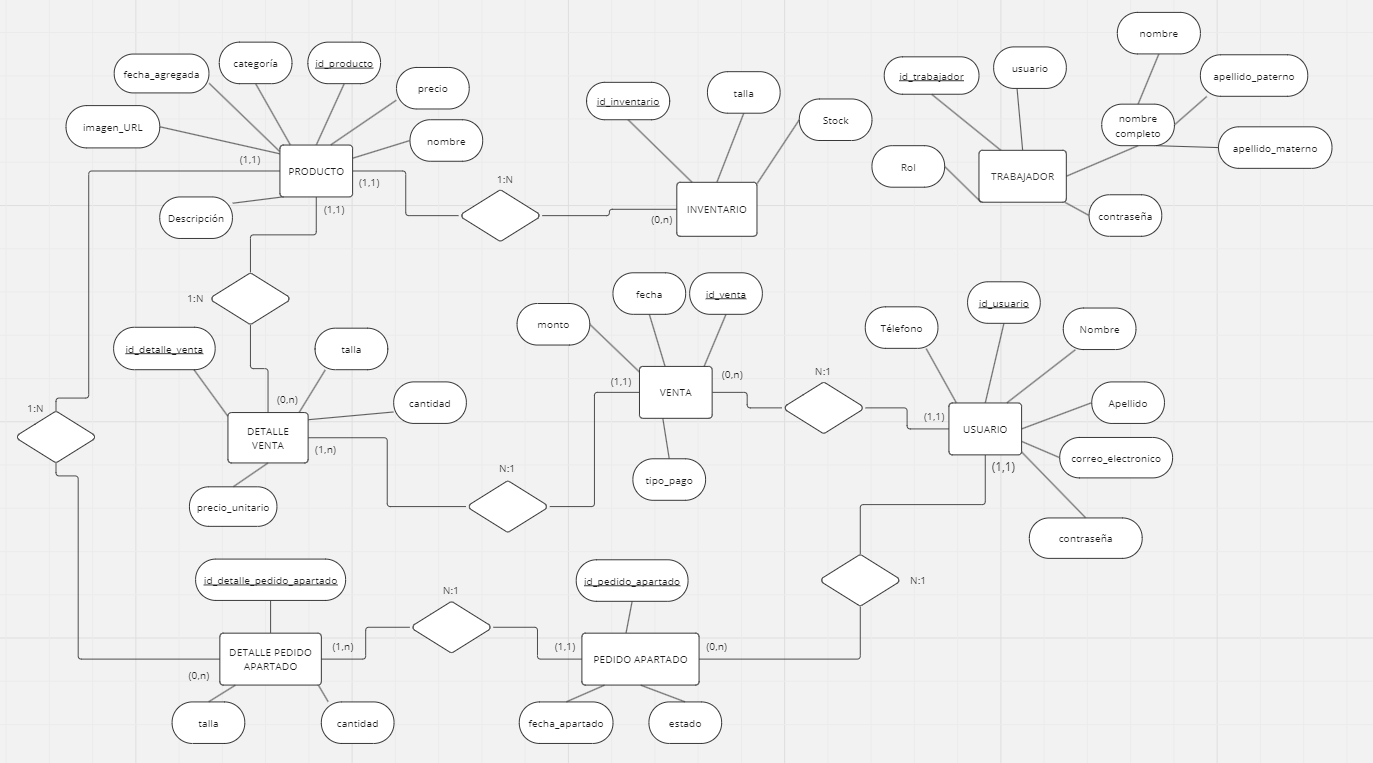 nombre
id_trabajador
usuario
apellido_paterno
nombre
completo
apellido_materno
Rol
TRABAJADOR
contraseña
fecha_agregada
categoría
id_producto
precio
imagen_URL
nombre
(1,1)
PRODUCTO
(1,1)
Descripción
(1,1)
1:N
id_inventario
talla
Stock
INVENTARIO
(0,n)
1:N
id_detalle_venta
talla
(0,n)
cantidad
DETALLE
VENTA
(1,n)
precio_unitario
N:1
monto
fecha
id_venta
(1,1)
VENTA
(0,n)
tipo_pago
N:1
Télefono
id_usuario
Nombre
Apellido
(1,1)
USUARIO
correo_electronico
(1,1)
contraseña
1:N
id_detalle_pedido_apartado
DETALLE PEDIDO
APARTADO
(1,n)
(0,n)
talla
cantidad
N:1
id_pedido_apartado
(1,1)
PEDIDO APARTADO
(0,n)
fecha_apartado
estado
N:1